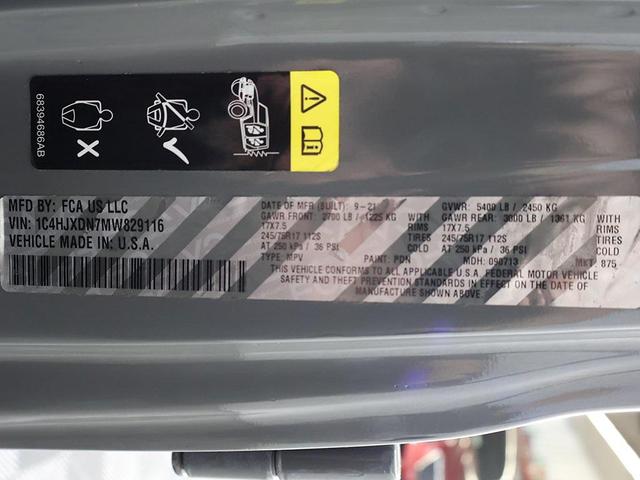 68394686AB
MFD BY: FCA US LLC
VIN: 1C4HJXDN7MW829116
VEHICLE MADE IN: U.S.A.
DATE OF MFR (BUILT): 9-21 GVWR: 5400 LB / 2450 KG
GAWR FRONT: 2700 LB / 1225 KG WITH GAWR REAR: 3000 LB / 1361 KG WITH
17X7.5 RIMS 17X7.5 RIMS
245/75R17 112S TIRES 245/75R17 112S TIRES
AT 250 kPa / 36 PSI COLD AT 250 kPa / 36 PSI COLD
TYPE: MPV PAINT: PDN MDH: 090713 MKT 875
THIS VEHICLE CONFORMS TO ALL APPLICABLE U.S.A. FEDERAL MOTOR VEHICLE
SAFETY AND THEFT PREVENTION STANDARDS IN EFFECT ON THE DATE OF
MANUFACTURE SHOWN ABOVE